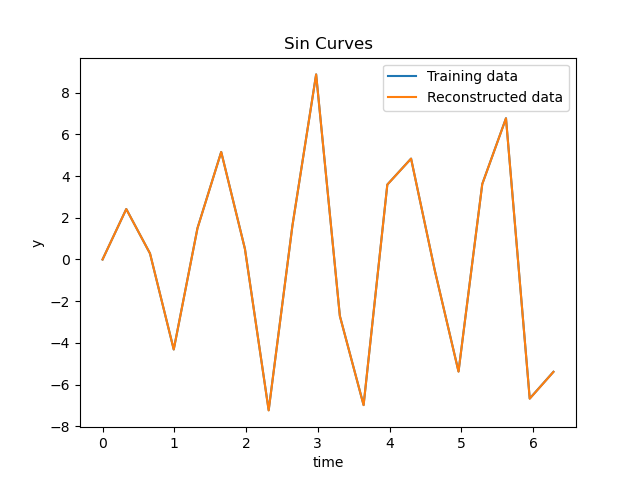 Sin Curves
Training data
Reconstructed data
8
6
4
2
0
−2
−4
−6
−8
y
0 1 2 3 4 5 6
time